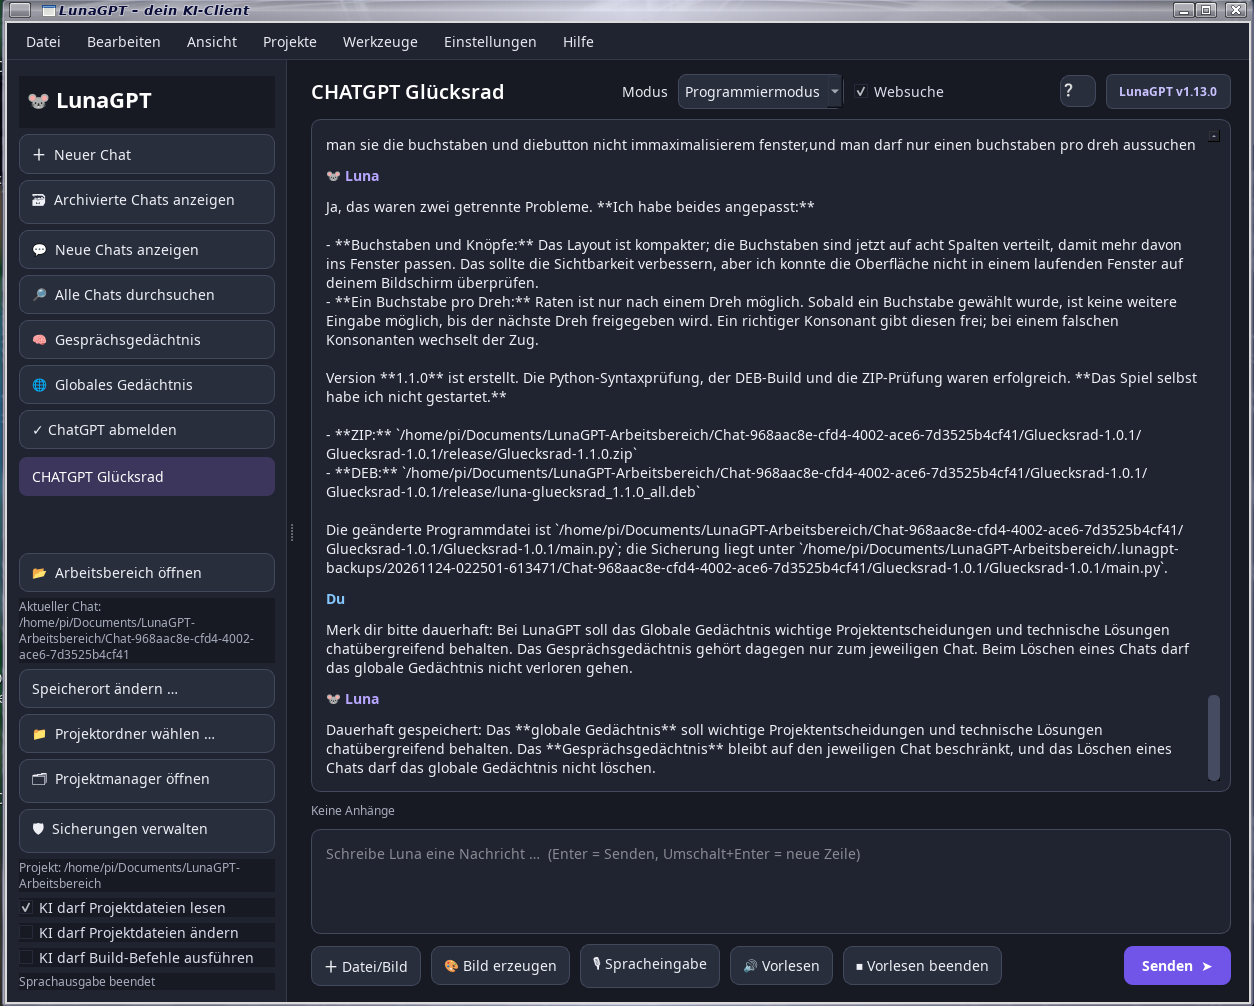 LunaGPT – dein KI-Client
Datei Bearbeiten Ansicht Projekte Werkzeuge Einstellungen Hilfe
LunaGPT
Neuer Chat
Archivierte Chats anzeigen
Neue Chats anzeigen
Alle Chats durchsuchen
Gesprächsgedächtnis
Globales Gedächtnis
✓ ChatGPT abmelden
CHATGPT Glücksrad
Arbeitsbereich öffnen
Aktueller Chat:
/home/pi/Documents/LunaGPT-
Arbeitsbereich/Chat-968aac8e-cfd4-4002-
ace6-7d3525b4cf41
Speicherort ändern …
Projektordner wählen …
Projektmanager öffnen
Sicherungen verwalten
Projekt: /home/pi/Documents/LunaGPT-
Arbeitsbereich
KI darf Projektdateien lesen
KI darf Projektdateien ändern
KI darf Build-Befehle ausführen
Sprachausgabe beendet
CHATGPT Glücksrad
Modus Programmiermodus ✓ Websuche ? LunaGPT v1.13.0
man sie die buchstaben und diebutton nicht immaximalisierem fenster,und man darf nur einen buchstaben pro dreh aussuchen
Luna
Ja, das waren zwei getrennte Probleme. **Ich habe beides angepasst:**
- **Buchstaben und Knöpfe:** Das Layout ist kompakter; die Buchstaben sind jetzt auf acht Spalten verteilt, damit mehr davon
ins Fenster passen. Das sollte die Sichtbarkeit verbessern, aber ich konnte die Oberfläche nicht in einem laufenden Fenster auf
deinem Bildschirm überprüfen.
- **Ein Buchstabe pro Dreh:** Raten ist nur nach einem Dreh möglich. Sobald ein Buchstabe gewählt wurde, ist keine weitere
Eingabe möglich, bis der nächste Dreh freigegeben wird. Ein richtiger Konsonant gibt diesen frei; bei einem falschen
Konsonanten wechselt der Zug.
Version **1.1.0** ist erstellt. Die Python-Syntaxprüfung, der DEB-Build und die ZIP-Prüfung waren erfolgreich. **Das Spiel selbst
habe ich nicht gestartet.**
- **ZIP:** `/home/pi/Documents/LunaGPT-Arbeitsbereich/Chat-968aac8e-cfd4-4002-ace6-7d3525b4cf41/Gluecksrad-1.0.1/
Gluecksrad-1.0.1/release/Gluecksrad-1.1.0.zip`
- **DEB:** `/home/pi/Documents/LunaGPT-Arbeitsbereich/Chat-968aac8e-cfd4-4002-ace6-7d3525b4cf41/Gluecksrad-1.0.1/
Gluecksrad-1.0.1/release/luna-gluecksrad_1.1.0_all.deb`
Die geänderte Programmdatei ist `/home/pi/Documents/LunaGPT-Arbeitsbereich/Chat-968aac8e-cfd4-4002-ace6-7d3525b4cf41/
Gluecksrad-1.0.1/Gluecksrad-1.0.1/main.py`; die Sicherung liegt unter `/home/pi/Documents/LunaGPT-Arbeitsbereich/.lunagpt-
backups/20261124-022501-613471/Chat-968aac8e-cfd4-4002-ace6-7d3525b4cf41/Gluecksrad-1.0.1/Gluecksrad-1.0.1/main.py`.
Du
Merk dir bitte dauerhaft: Bei LunaGPT soll das Globale Gedächtnis wichtige Projektentscheidungen und technische Lösungen
chatübergreifend behalten. Das Gesprächsgedächtnis gehört dagegen nur zum jeweiligen Chat. Beim Löschen eines Chats darf
das globale Gedächtnis nicht verloren gehen.
Luna
Dauerhaft gespeichert: Das **globale Gedächtnis** soll wichtige Projektentscheidungen und technische Lösungen
chatübergreifend behalten. Das **Gesprächsgedächtnis** bleibt auf den jeweiligen Chat beschränkt, und das Löschen eines
Chats darf das globale Gedächtnis nicht löschen.
Keine Anhänge
Schreibe Luna eine Nachricht … (Enter = Senden, Umschalt+Enter = neue Zeile)
Datei/Bild Bild erzeugen Spracheingabe Vorlesen Vorlesen beenden Senden